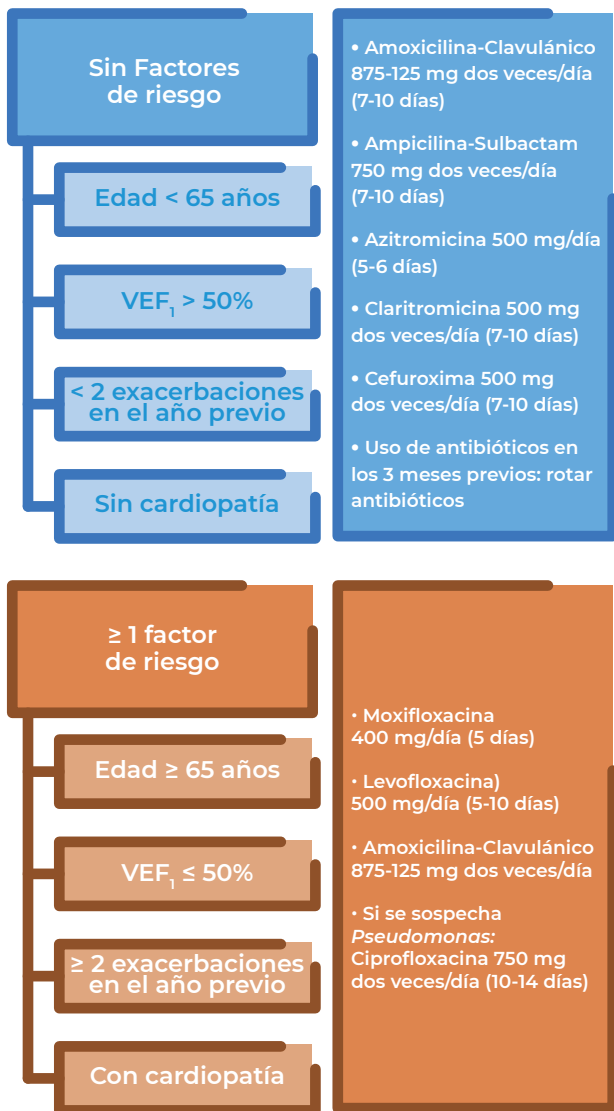 Sin Factores
de riesgo
Edad < 65 años
VEF₁ > 50%
< 2 exacerbaciones
en el año previo
Sin cardiopatía
• Amoxicilina-Clavulánico
875-125 mg dos veces/día
(7-10 días)
• Ampicilina-Sulbactam
750 mg dos veces/día
(7-10 días)
• Azitromicina 500 mg/día
(5-6 días)
• Claritromicina 500 mg
dos veces/día (7-10 días)
• Cefuroxima 500 mg
dos veces/día (7-10 días)
• Uso de antibióticos en
los 3 meses previos: rotar
antibióticos
≥ 1 factor
de riesgo
Edad ≥ 65 años
VEF₁ ≤ 50%
≥ 2 exacerbaciones
en el año previo
Con cardiopatía
· Moxifloxacina
400 mg/día (5 días)
· Levofloxacina)
500 mg/día (5-10 días)
· Amoxicilina-Clavulánico
875-125 mg dos veces/día
· Si se sospecha
Pseudomonas:
Ciprofloxacina 750 mg
dos veces/día (10-14 días)